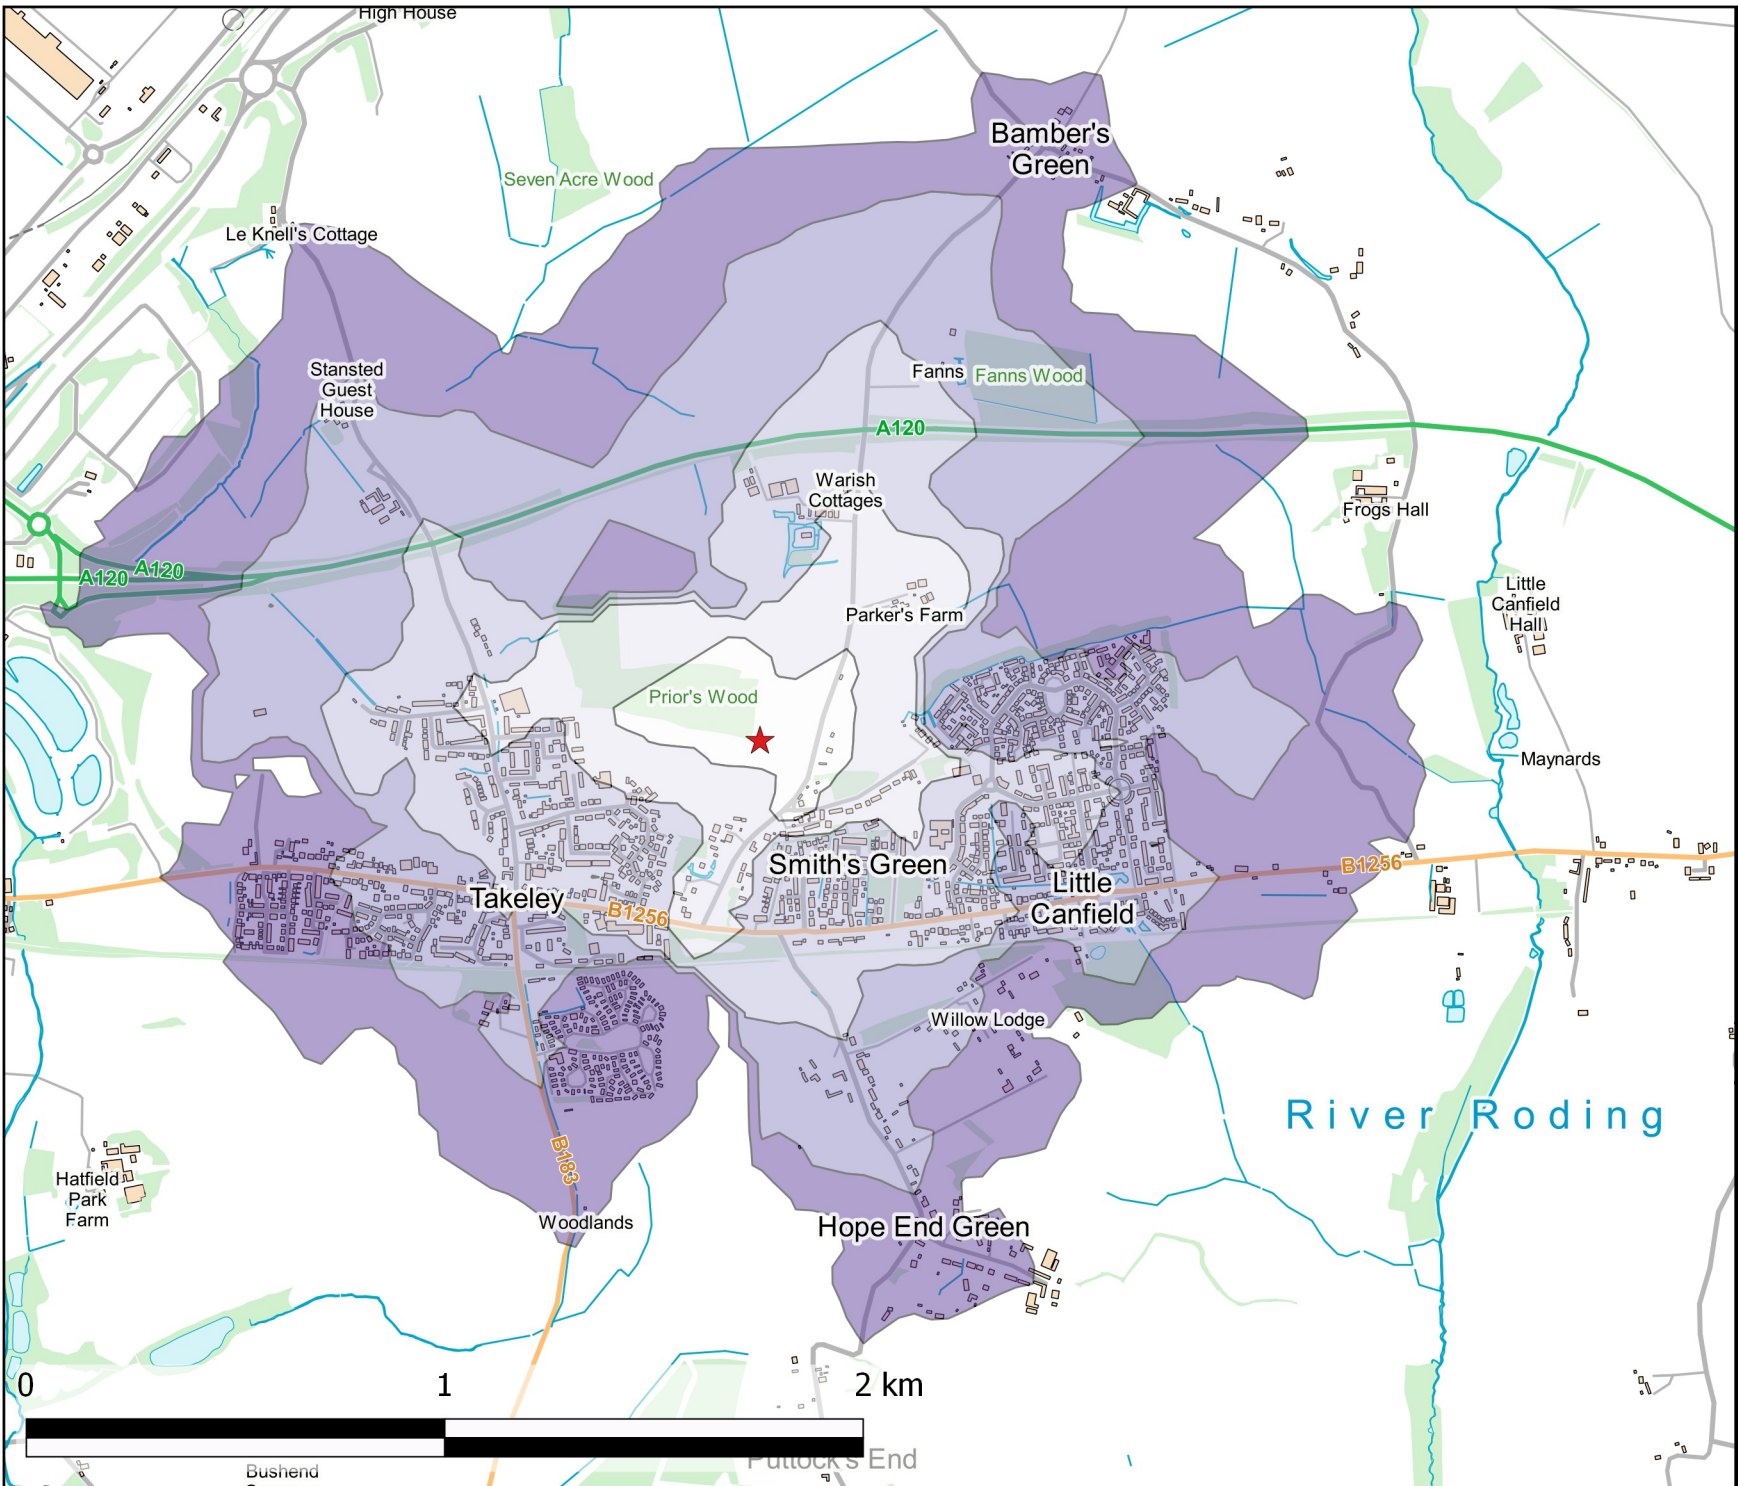 High House
Bamber's
Green
Seven Acre Wood
Le Knell's Cottage
Stansted
Guest
House
Fanns
Fanns Wood
A120
Warish
Cottages
Frogs Hall
A120
A120
Little
Canfield
Hall
Parker's Farm
Prior's Wood
Maynards
Smith's Green
B1256
Takeley
Little
Canfield
B1256
Willow Lodge
River Roding
B183
Hatfield
Park
Farm
Woodlands
Hope End Green
0
1
2 km
Puttock's End
Bushend